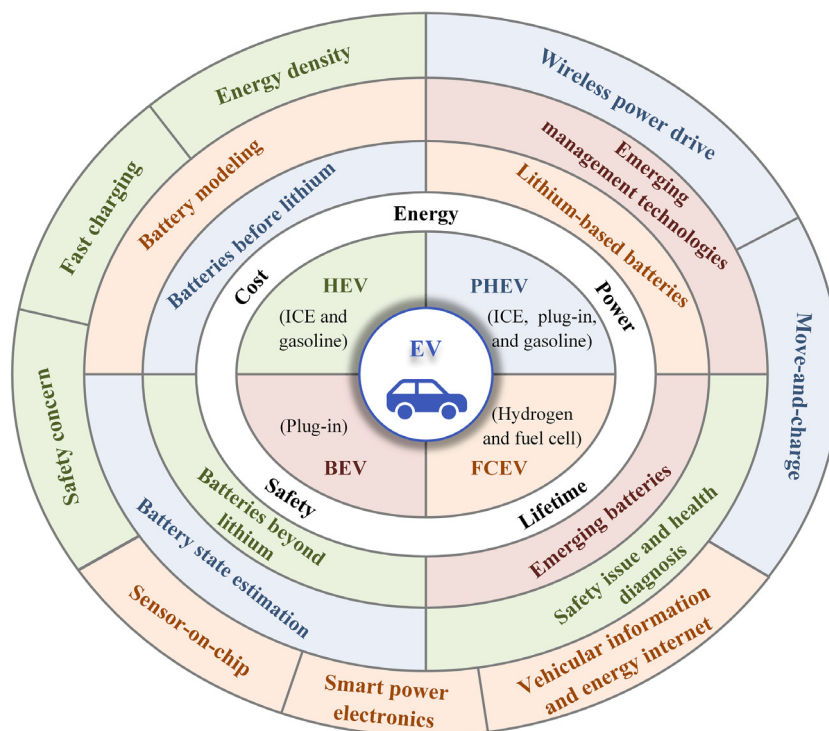 Energy density
Wireless power drive
Fast charging
Battery modeling
Emerging
management technologies
Batteries before lithium
Lithium-based batteries
Energy
Cost
Power
HEV
(ICE and
gasoline)
PHEV
(ICE, plug-in,
and gasoline)
EV
Move-and-charge
Safety concern
(Plug-in)
BEV
(Hydrogen
and fuel cell)
FCEV
Safety
Lifetime
Batteries beyond
lithium
Emerging batteries
Battery state estimation
Safety issue and health
diagnosis
Sensor-on-chip
Smart power
electronics
Vehicular information
and energy internet